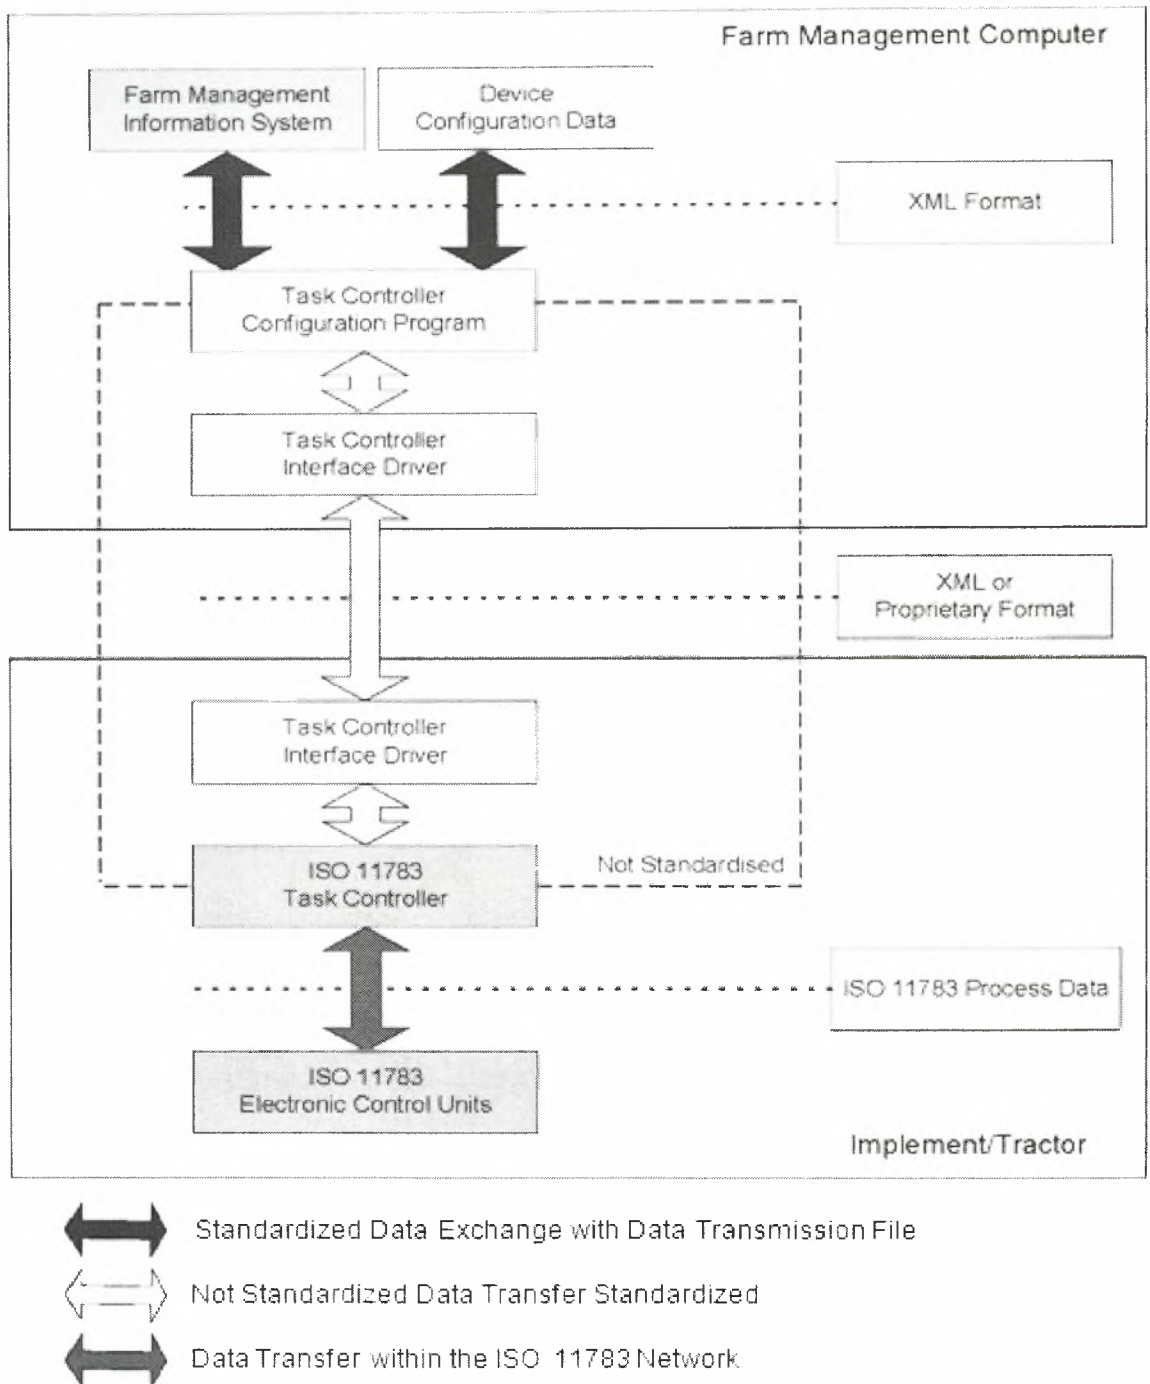 Farm Management Computer
Farm Management
Information System
Device
Configuration Data
XML Format
Task Controller
Configuration Program
Task Controller
Interface Driver
XML or
Proprietary Format
Task Controller
Interface Driver
ISO 11783
Task Controller
Not Standardised
ISO 11783 Process Data
ISO 11783
Electronic Control Units
Implement/Tractor
Standardized Data Exchange with Data Transmission File
Not Standardized Data Transfer Standardized
Data Transfer within the ISO 11783 Network